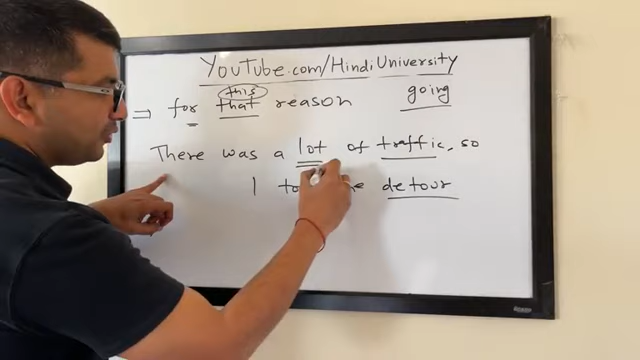 YouTube.com/HindiUniversity
this
⇒ for that reason going
There was a lot of traffic, so
I detour